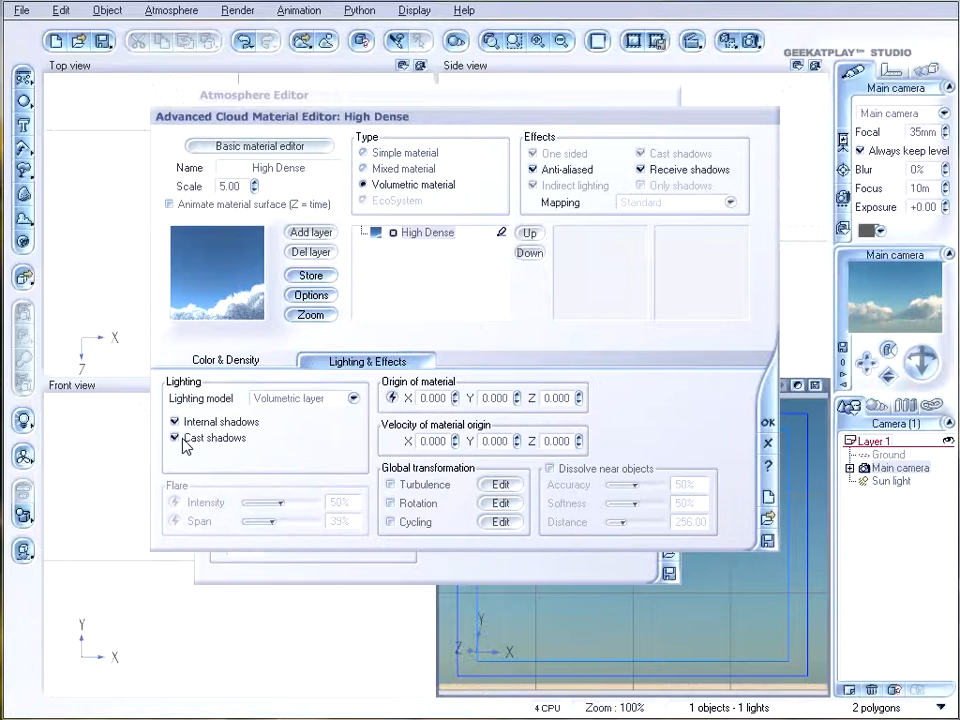 File Edit Object Atmosphere Render Animation Python Display Help
GEEKATPLAY™ STUDIO
Top view
Side view
Main camera
Atmosphere Editor
Advanced Cloud Material Editor: High Dense
Basic material editor
Name High Dense
Scale 5.00
Animate material surface (Z = time)
Type
Simple material
Mixed material
Volumetric material
EcoSystem
Effects
One sided
Cast shadows
Anti-aliased
Receive shadows
Indirect lighting
Only shadows
Mapping Standard
Main camera
Focal 35mm
Always keep level
Blur 0%
Focus 10m
Exposure +0.00
Add layer
Del layer
Store
Options
Zoom
High Dense
Up
Down
Main camera
X
Z
Front view
Color & Density
Lighting & Effects
Lighting
Lighting model Volumetric layer
Internal shadows
Cast shadows
Flare
Intensity 50%
Span 39%
Origin of material
X 0.000 Y 0.000 Z 0.000
Velocity of material origin
X 0.000 Y 0.000 Z 0.000
Global transformation
Turbulence Edit
Rotation Edit
Cycling Edit
Dissolve near objects
Accuracy 50%
Softness 50%
Distance 256.00
OK
X
?
Camera (1)
Layer 1
Ground
Main camera
Sun light
Y
X
Y
Z
X
4 CPU Zoom : 100% 1 objects - 1 lights 2 polygons